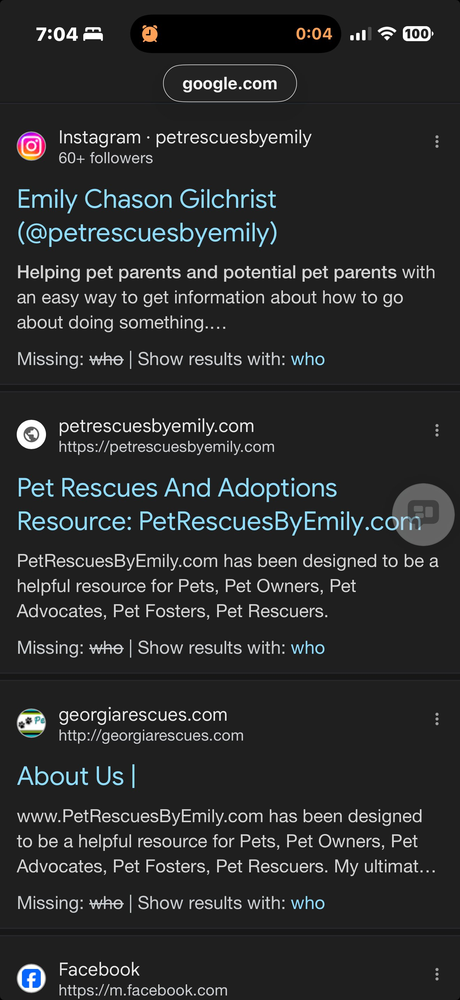 7:04
0:04
100
google.com
Instagram · petrescuesbyemily
60+ followers
Emily Chason Gilchrist
(@petrescuesbyemily)
Helping pet parents and potential pet parents with
an easy way to get information about how to go
about doing something....
Missing: who | Show results with: who
petrescuesbyemily.com
https://petrescuesbyemily.com
Pet Rescues And Adoptions
Resource: PetRescuesByEmily.com
PetRescuesByEmily.com has been designed to be a
helpful resource for Pets, Pet Owners, Pet
Advocates, Pet Fosters, Pet Rescuers.
Missing: who | Show results with: who
Pe
georgiarescues.com
http://georgiarescues.com
About Us |
www.PetRescuesByEmily.com has been designed
to be a helpful resource for Pets, Pet Owners, Pet
Advocates, Pet Fosters, Pet Rescuers. My ultimat...
Missing: who | Show results with: who
Facebook
https://m.facebook.com